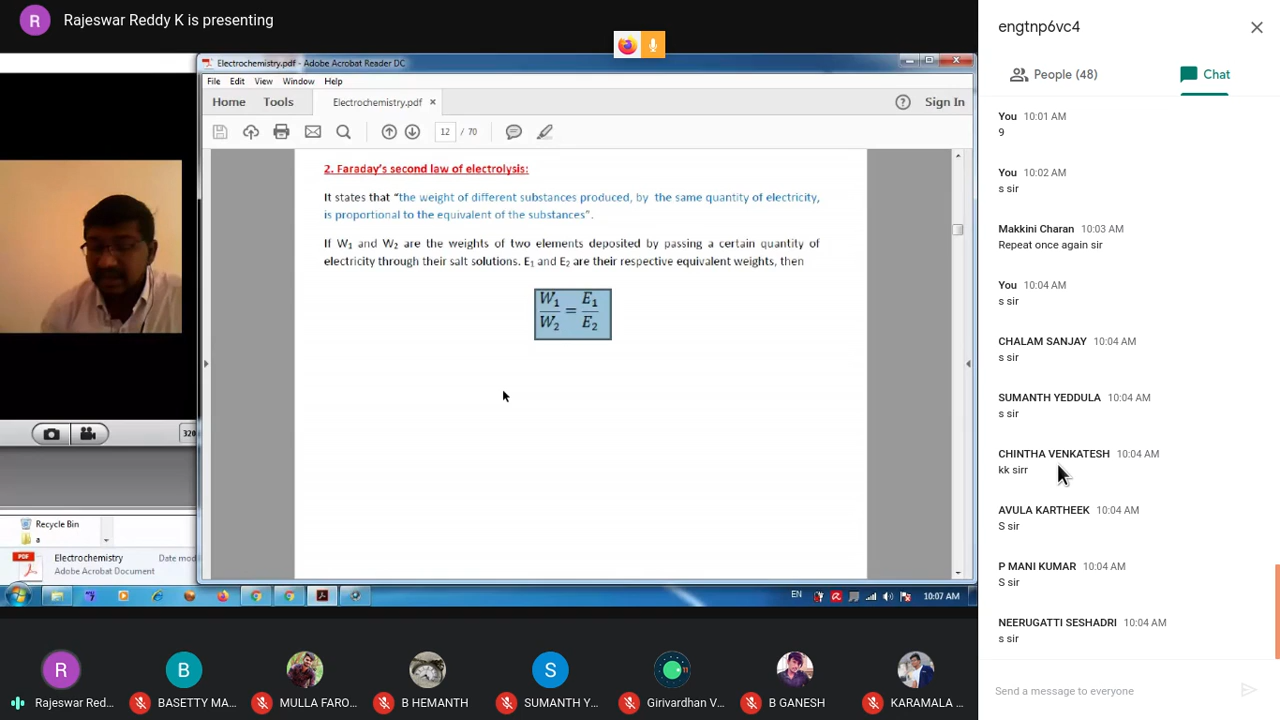 R
Rajeswar Reddy K is presenting
engtnp6vc4
People (48)
Chat
Electrochemistry.pdf - Adobe Acrobat Reader DC
File Edit View Window Help
Home Tools Electrochemistry.pdf × Sign In
12 / 70
2. Faraday's second law of electrolysis:
It states that "the weight of different substances produced, by the same quantity of electricity,
is proportional to the equivalent of the substances".
If W₁ and W₂ are the weights of two elements deposited by passing a certain quantity of
electricity through their salt solutions. E₁ and E₂ are their respective equivalent weights, then
W₁ E₁
=
W₂ E₂
320
Recycle Bin
a
PDF
Electrochemistry Date mod
Adobe Acrobat Document
EN 10:07 AM
You 10:01 AM
9
You 10:02 AM
s sir
Makkini Charan 10:03 AM
Repeat once again sir
You 10:04 AM
s sir
CHALAM SANJAY 10:04 AM
s sir
SUMANTH YEDDULA 10:04 AM
s sir
CHINTHA VENKATESH 10:04 AM
kk sirr
AVULA KARTHEEK 10:04 AM
S sir
P MANI KUMAR 10:04 AM
S sir
NEERUGATTI SESHADRI 10:04 AM
s sir
Send a message to everyone
R
Rajeswar Red...
B
BASETTY MA...
MULLA FARO...
B HEMANTH
S
SUMANTH Y...
Girivardhan V...
B GANESH
KARAMALA ...